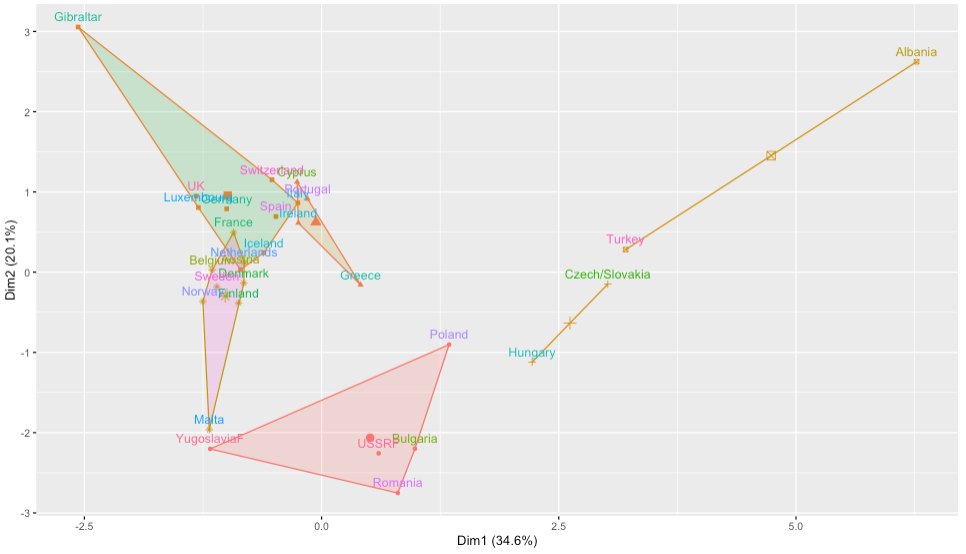 Gibraltar
3
Albania
2
Switzerland
Cyprus
UK
Portugal
Italy
1
Luxembourg
Germany
Spain
Ireland
France
Turkey
Iceland
Netherlands
Belgium
Austria
0
Denmark
Sweden
Greece
Czech/Slovakia
Norway
Finland
Poland
-1
Hungary
Malta
-2
YugoslaviaF
USSRF
Bulgaria
Romania
-3
-2.5
0.0
2.5
5.0
Dim1 (34.6%)
Dim2 (20.1%)